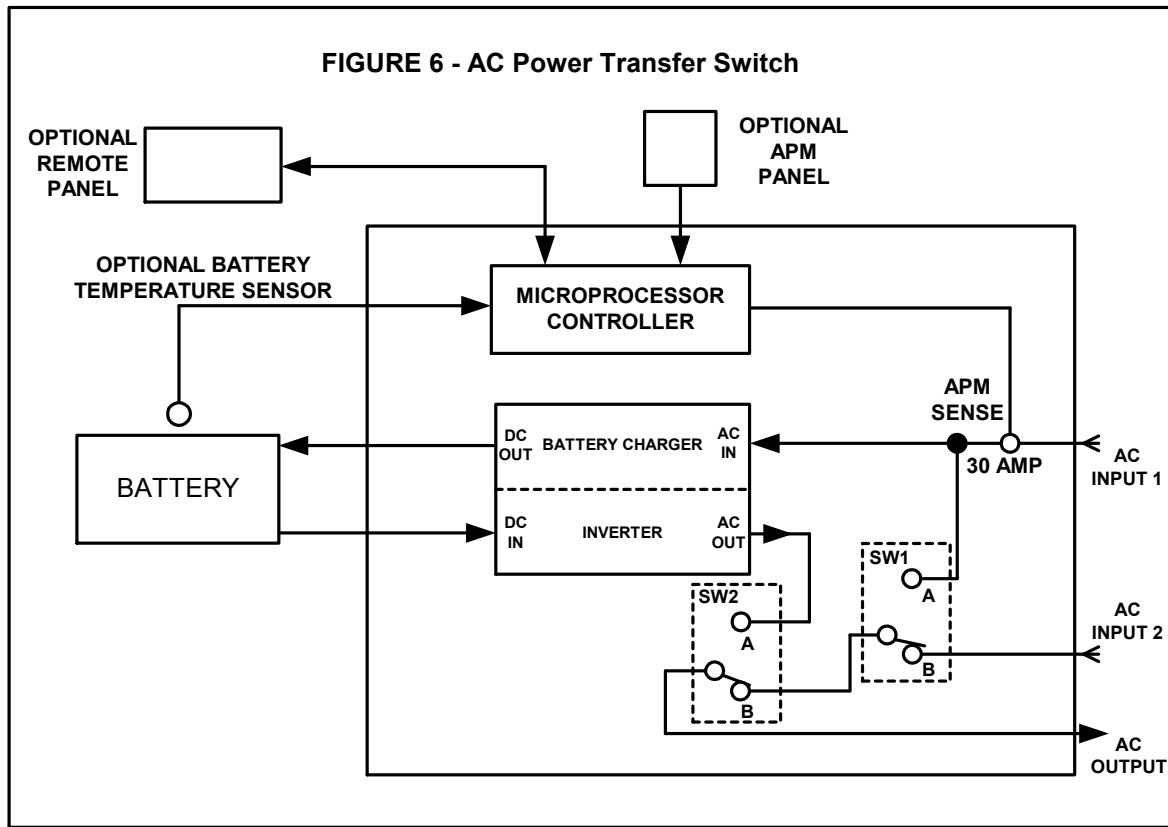 FIGURE 6 - AC Power Transfer Switch
OPTIONAL
REMOTE
PANEL
OPTIONAL
APM
PANEL
OPTIONAL BATTERY
TEMPERATURE SENSOR
MICROPROCESSOR
CONTROLLER
APM
SENSE
30 AMP
AC
INPUT 1
DC
OUT
BATTERY CHARGER
AC
IN
BATTERY
DC
IN
INVERTER
AC
OUT
SW1
A
B
SW2
A
B
AC
INPUT 2
AC
OUTPUT